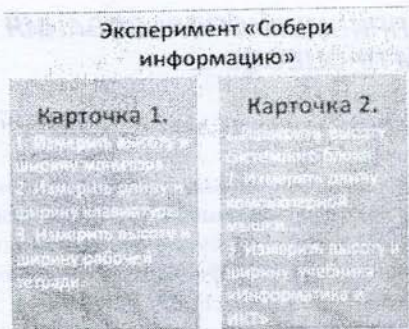 Эксперимент «Собери
информацию»
Карточка 1.
1. Измерить высоту и
ширину монитора
2. Измерить длину и
ширину клавиатуры
3. Измерить высоту и
ширину рабочей
тетради.
Карточка 2.
высоту
системного блока
2. Измерить длину
компьютерной
мышки.
3. Измерить высоту и
ширину учебника
«Информатика и
ИКТ»